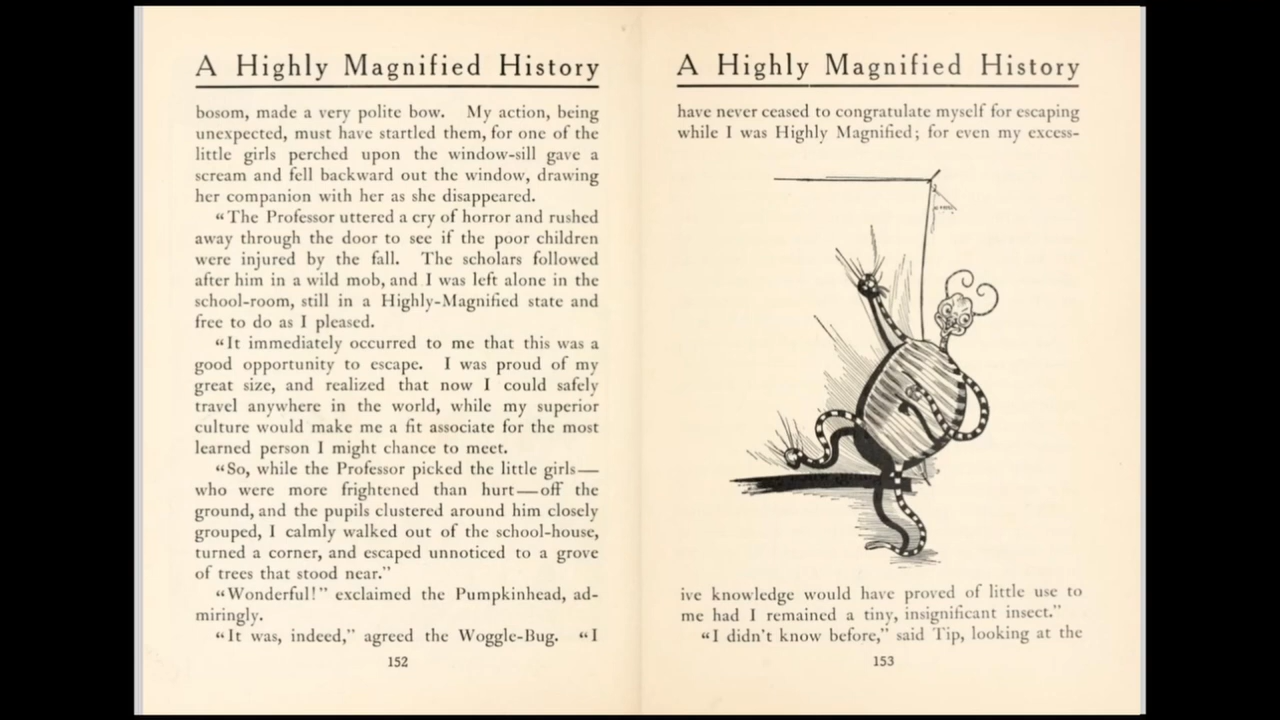 A Highly Magnified History
bosom, made a very polite bow. My action, being
unexpected, must have startled them, for one of the
little girls perched upon the window-sill gave a
scream and fell backward out the window, drawing
her companion with her as she disappeared.
“The Professor uttered a cry of horror and rushed
away through the door to see if the poor children
were injured by the fall. The scholars followed
after him in a wild mob, and I was left alone in the
school-room, still in a Highly-Magnified state and
free to do as I pleased.
“It immediately occurred to me that this was a
good opportunity to escape. I was proud of my
great size, and realized that now I could safely
travel anywhere in the world, while my superior
culture would make me a fit associate for the most
learned person I might chance to meet.
“So, while the Professor picked the little girls—
who were more frightened than hurt—off the
ground, and the pupils clustered around him closely
grouped, I calmly walked out of the school-house,
turned a corner, and escaped unnoticed to a grove
of trees that stood near.”
“Wonderful!” exclaimed the Pumpkinhead, ad-
miringly.
“It was, indeed,” agreed the Woggle-Bug. “I
152
A Highly Magnified History
have never ceased to congratulate myself for escaping
while I was Highly Magnified; for even my excess-
ive knowledge would have proved of little use to
me had I remained a tiny, insignificant insect.”
“I didn't know before,” said Tip, looking at the
153